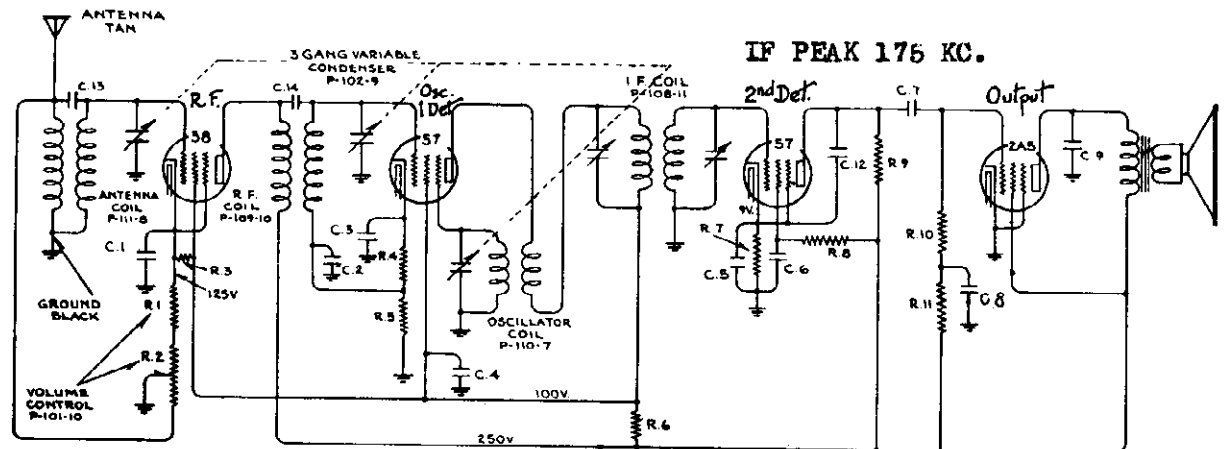 ANTENNA
TAN
3 GANG VARIABLE
CONDENSER
P-102-9
IF PEAK 175 KC.
C.13
R.F.
58
C.14
Osc.
1 Det.
57
I F. COIL
P-108-11
2nd Det.
57
C.7
Output
2A5
C.9
C.12
R.9
ANTENNA
COIL
P-111-8
R.F.
COIL
P-109-10
C.1
R.3
125V
C.3
C.2
R.4
R.5
9V.
R.7
C.5
C.6
R.8
R.10
R.11
C.8
GROUND
BLACK
R.1
R.2
OSCILLATOR
COIL
P-110-7
C.4
VOLUME
CONTROL
P-101-10
100V.
R.6
250V